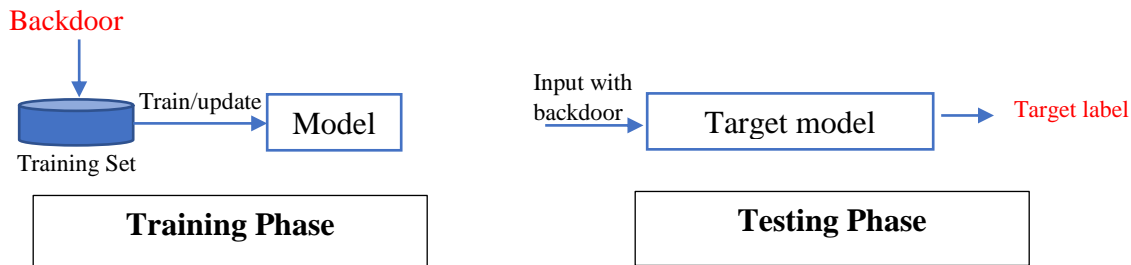 Backdoor
Train/update
Model
Training Set
Training Phase
Input with
backdoor
Target model
Target label
Testing Phase